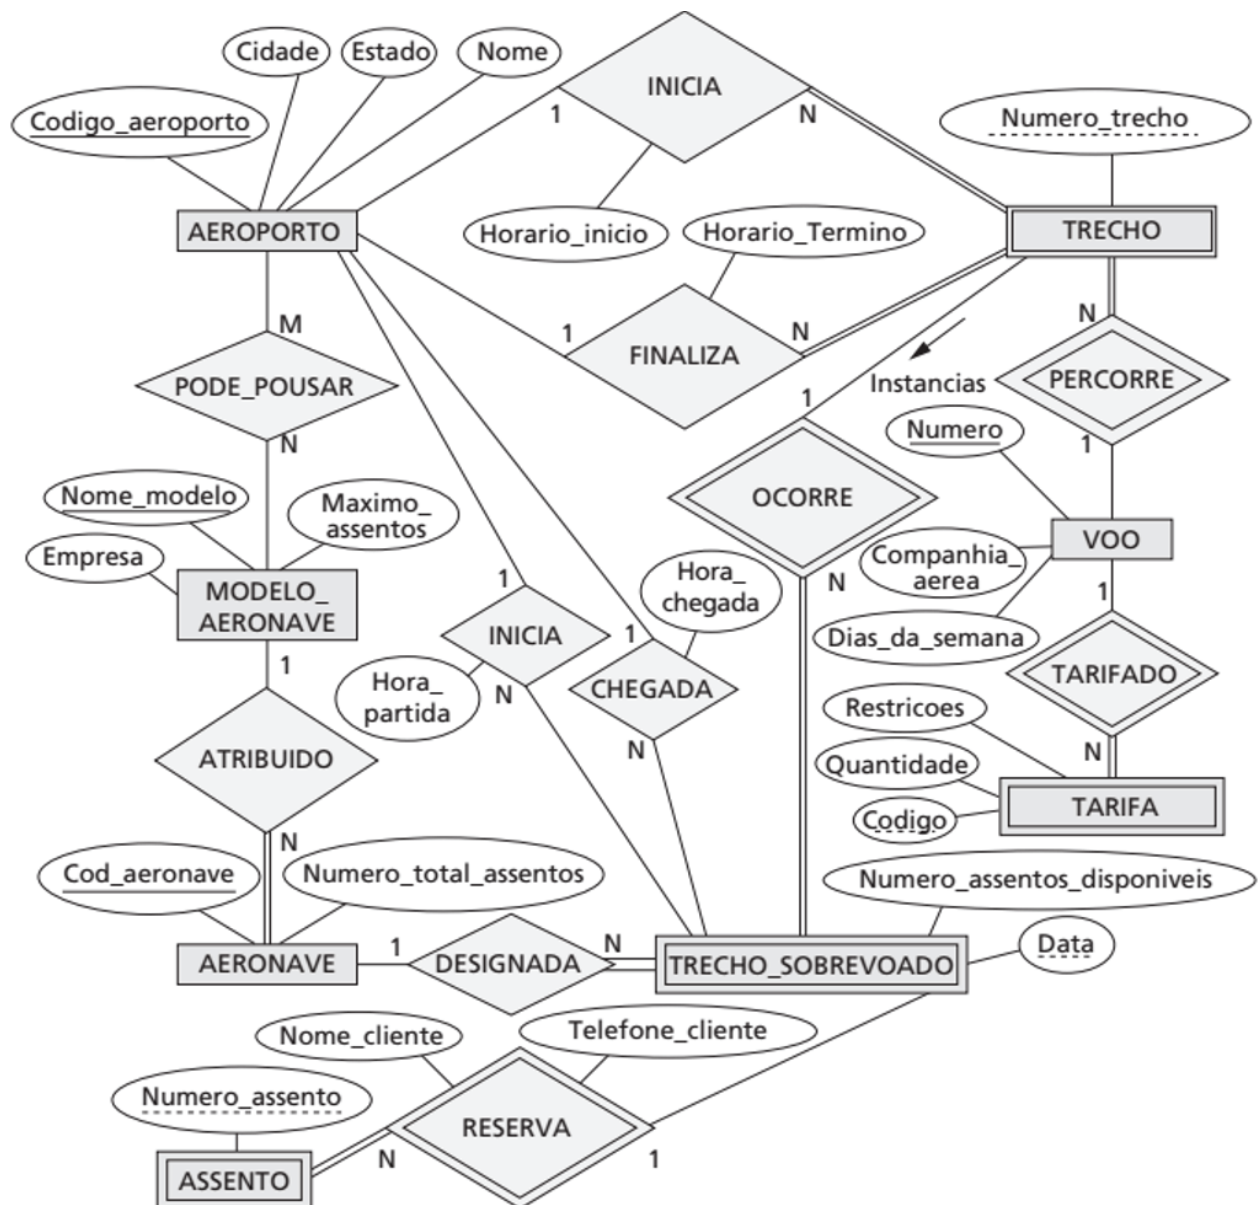 Cidade
Estado
Nome
INICIA
Codigo_aeroporto
1
N
Numero_trecho
AEROPORTO
Horario_inicio
Horario_Termino
TRECHO
M
1
N
FINALIZA
N
PODE_POUSAR
Instancias
PERCORRE
1
N
Numero
1
Nome_modelo
Maximo_
assentos
OCORRE
Empresa
Companhia_
aerea
VOO
MODELO_
AERONAVE
1
Hora_
chegada
N
1
INICIA
1
Dias_da_semana
1
Hora_
partida
N
CHEGADA
TARIFADO
Restricoes
ATRIBUIDO
N
N
Quantidade
TARIFA
Codigo
N
Cod_aeronave
Numero_total_assentos
Numero_assentos_disponiveis
AERONAVE
1
DESIGNADA
N
TRECHO_SOBREVOADO
Data
Nome_cliente
Telefone_cliente
Numero_assento
RESERVA
N
1
ASSENTO